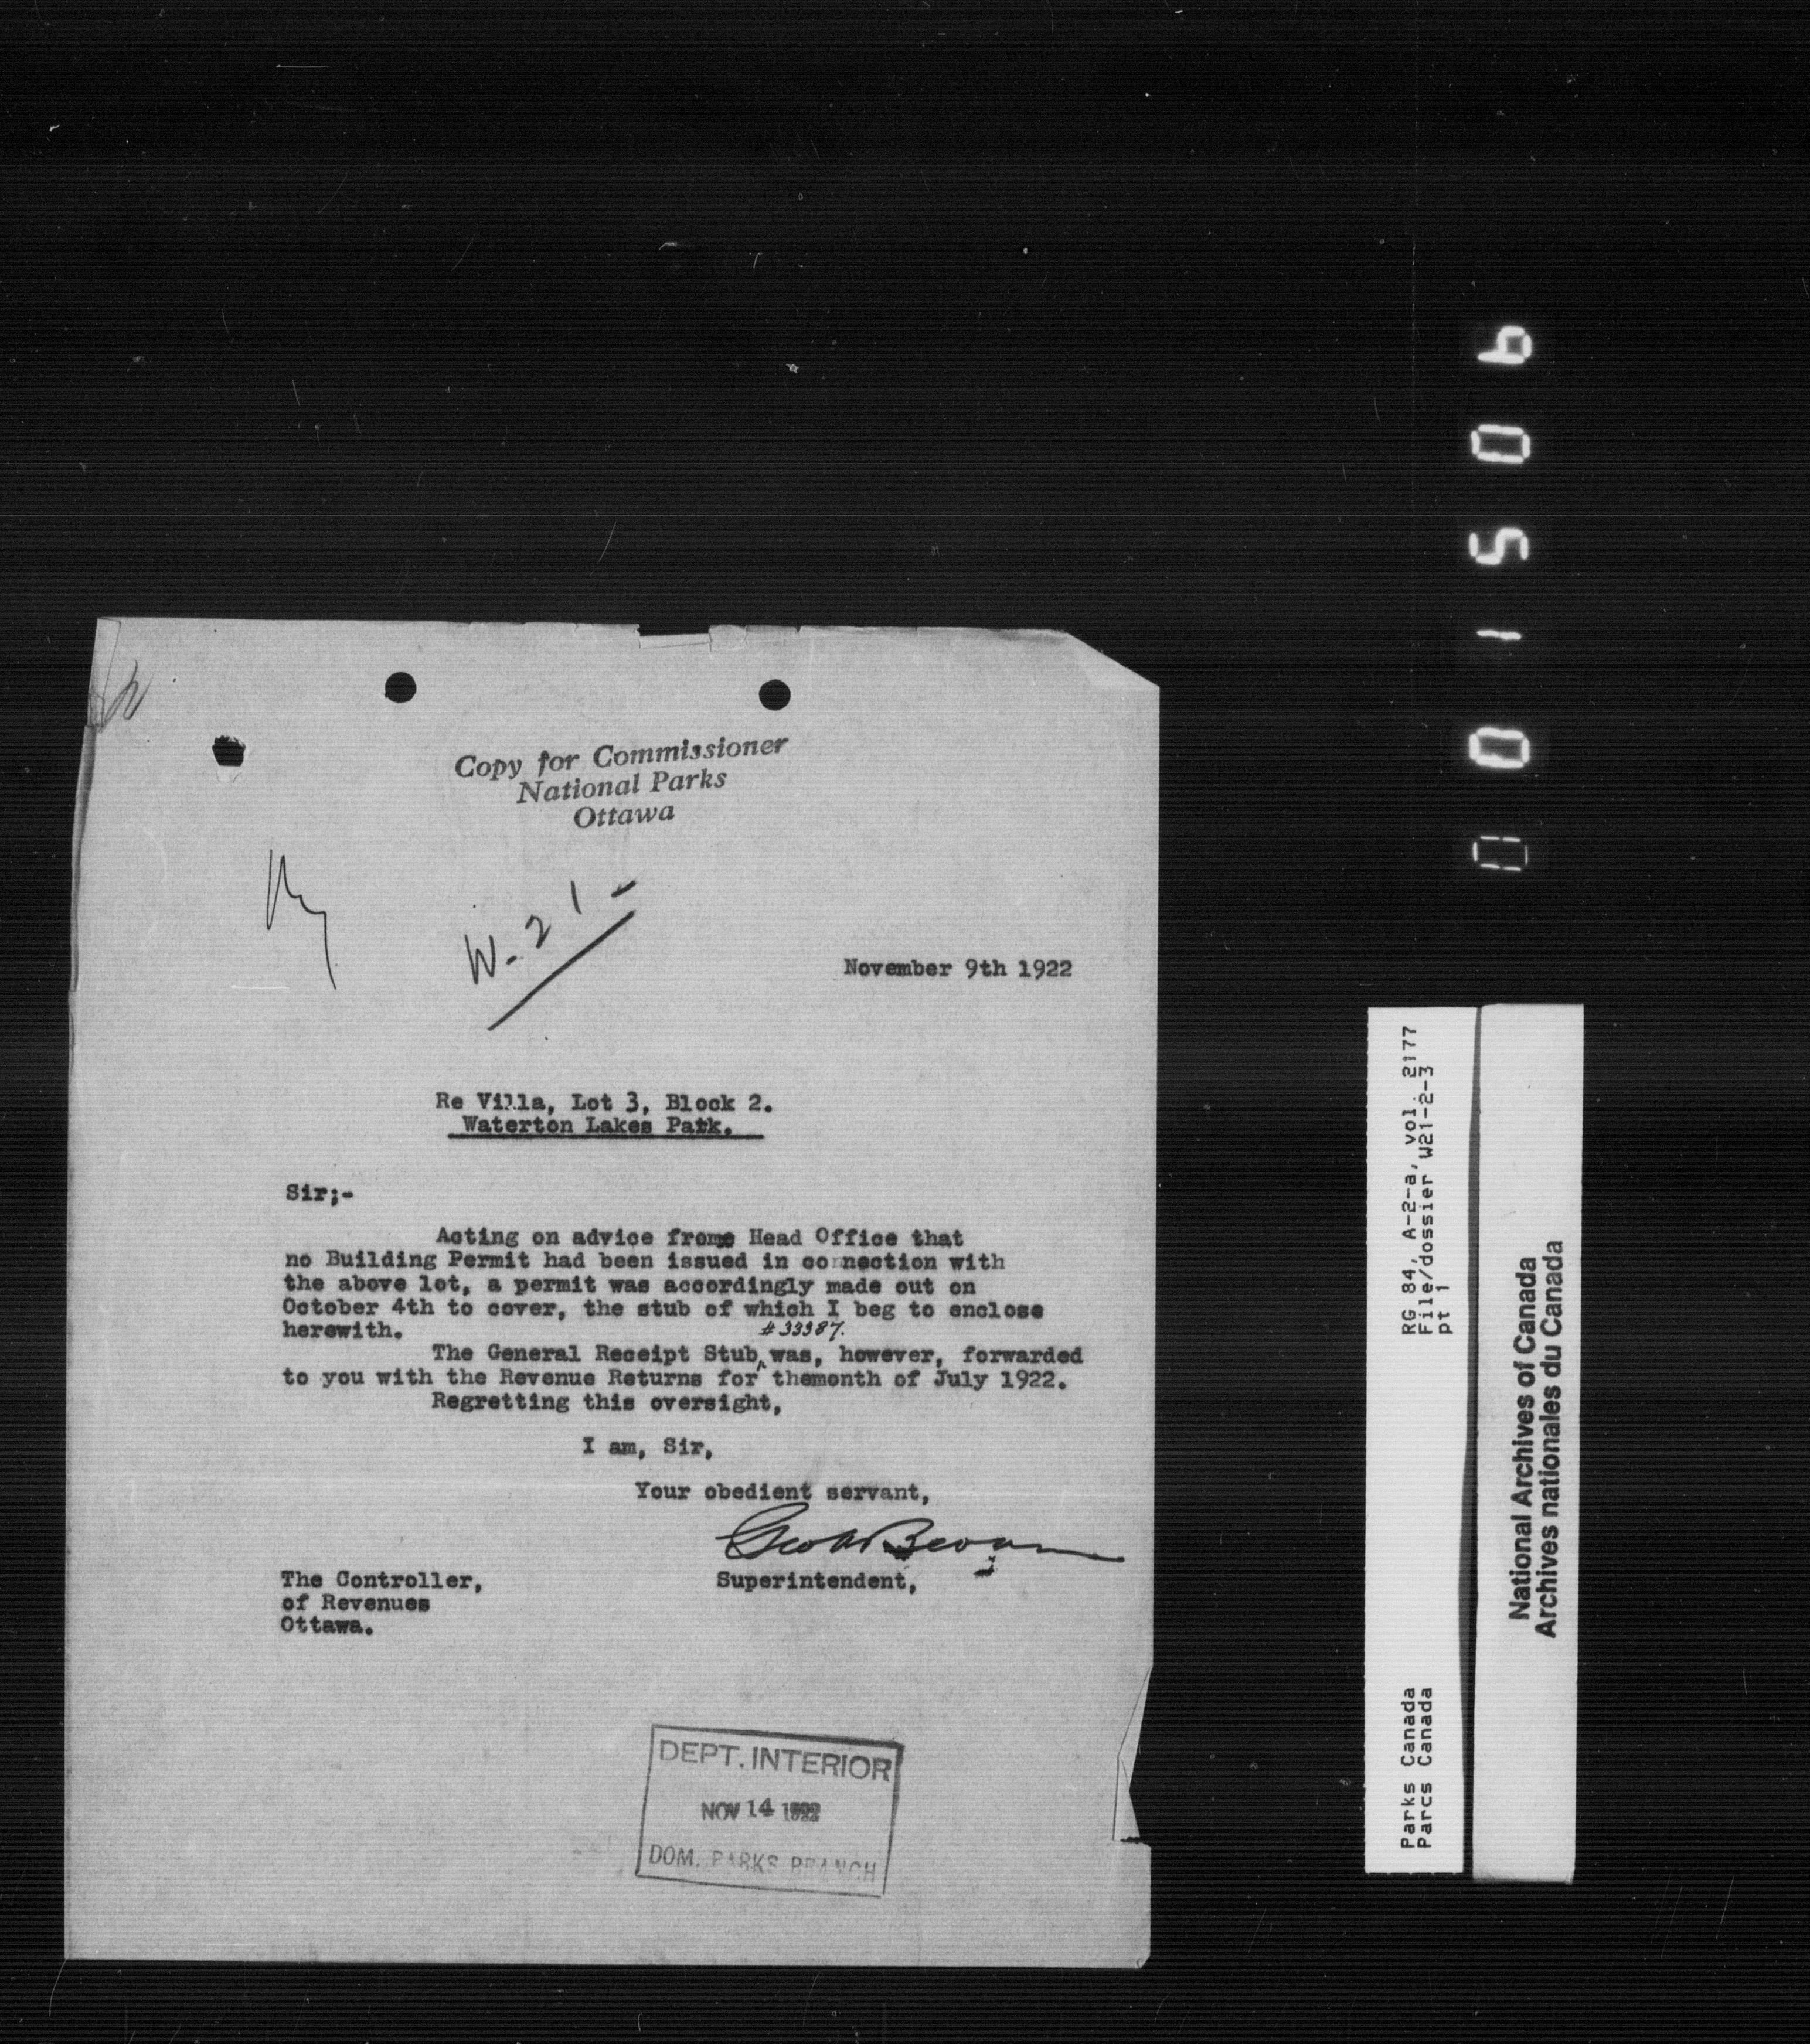 Copy for Commissioner
National Parks
Ottawa
W. 21 -
November 9th 1922
Re Villa, Lot 3, Block 2.
Waterton Lakes Park.
Sir;-
Acting on advice frome Head Office that
no Building Permit had been issued in connection with
the above lot, a permit was accordingly made out on
October 4th to cover, the stub of which I beg to enclose
herewith.
#33387.
The General Receipt Stub ^ was, however, forwarded
to you with the Revenue Returns for themonth of July 1922.
Regretting this oversight,
I am, Sir,
Your obedient servant,
Geo A Bevan
Superintendent,
The Controller,
of Revenues
Ottawa.
DEPT. INTERIOR
NOV 14 1922
DOM. PARKS BRANCH
001506
RG 84, A-2-a, vol. 2177
File/dossier W21-2-3
pt 1
Parks Canada
Parcs Canada
National Archives of Canada
Archives nationales du Canada